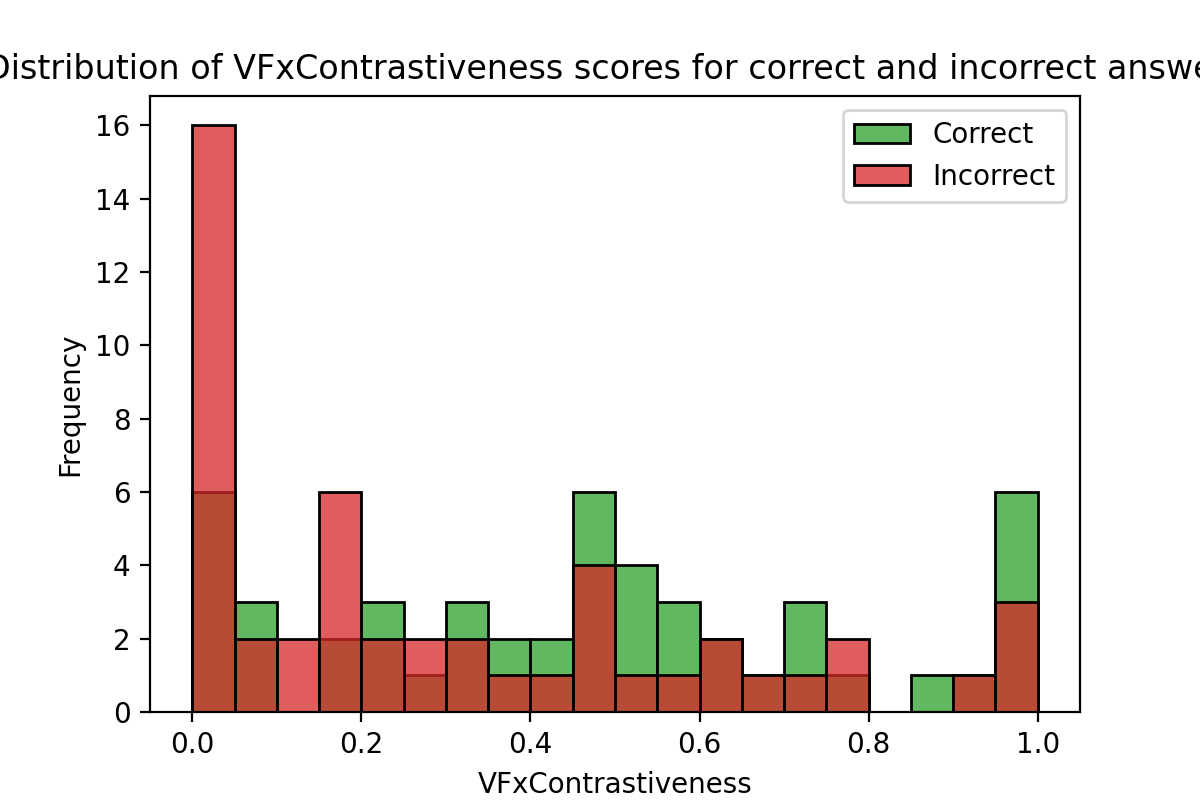 Distribution of VFxContrastiveness scores for correct and incorrect answe
Correct
Incorrect
16
14
12
10
8
6
4
2
0
Frequency
0.0 0.2 0.4 0.6 0.8 1.0
VFxContrastiveness